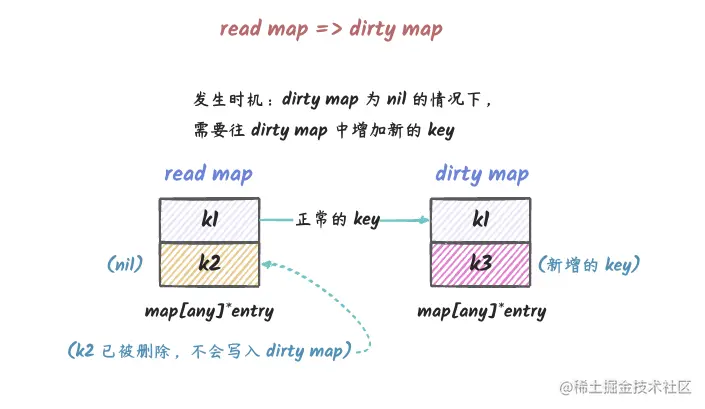 read map => dirty map
发生时机：dirty map 为 nil 的情况下，
需要往 dirty map 中增加新的 key
read map
dirty map
k1
正常的 key
k1
(nil)
k2
k3
(新增的 key)
map[any]*entry
map[any]*entry
(k2 已被删除，不会写入 dirty map)
@稀土掘金技术社区